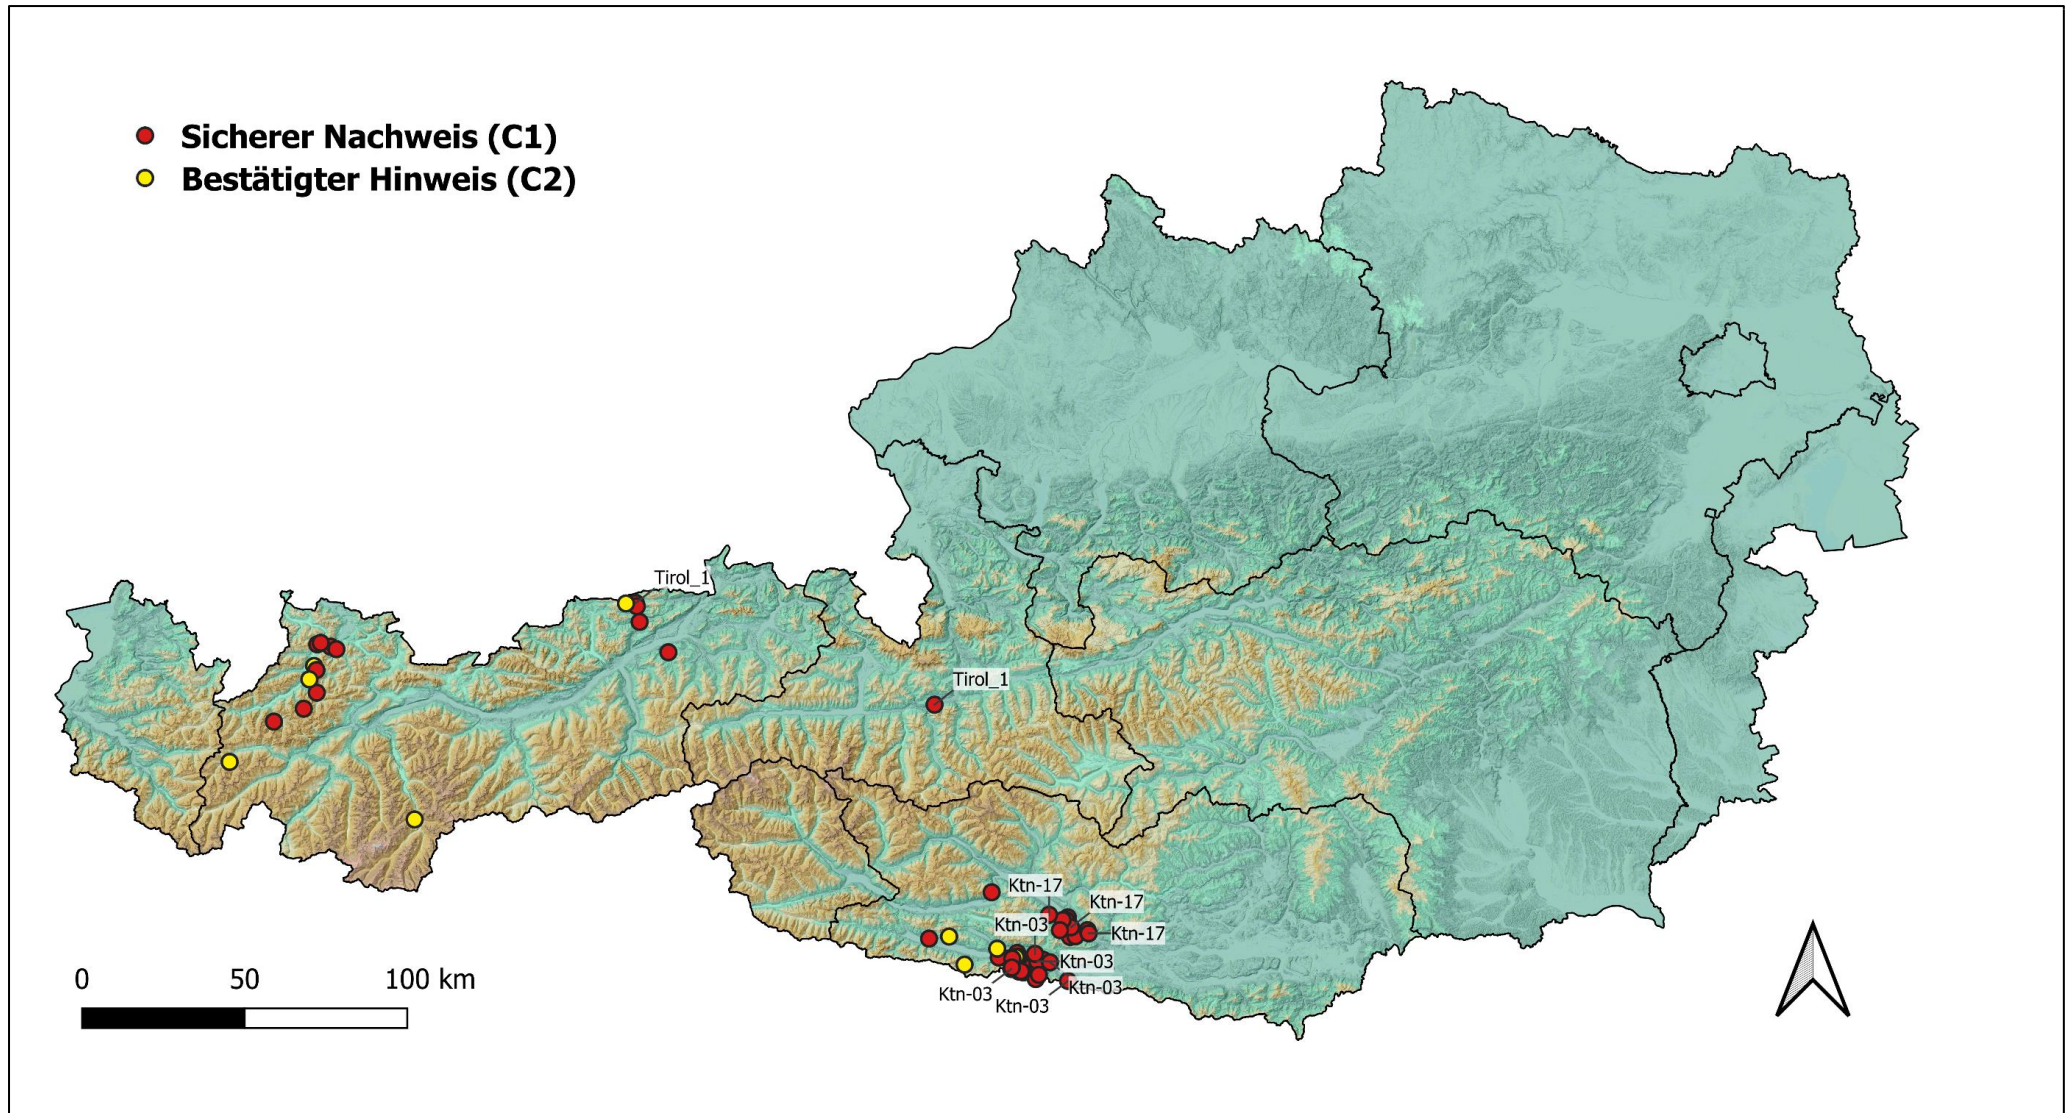 Sicherer Nachweis (C1)
Bestätigter Hinweis (C2)
Tirol_1
Tirol_1
Ktn-17
Ktn-17
Ktn-03
Ktn-17
Ktn-03
Ktn-03
Ktn-03
Ktn-03
0 50 100 km